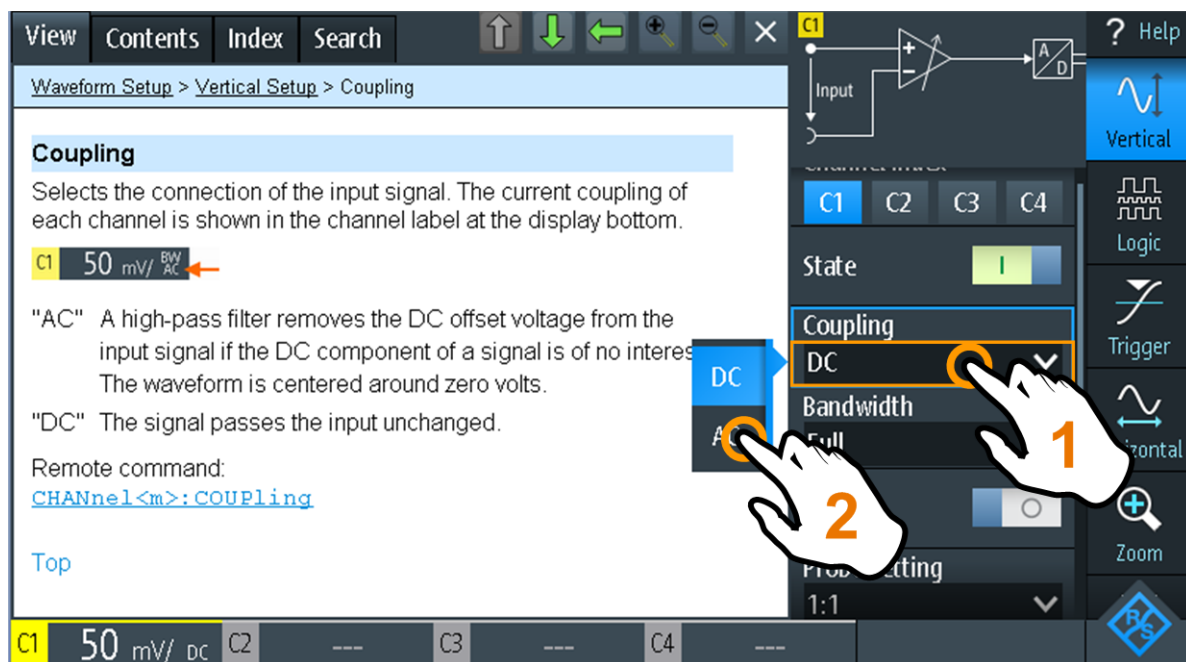 View Contents Index Search
Waveform Setup > Vertical Setup > Coupling
Coupling
Selects the connection of the input signal. The current coupling of
each channel is shown in the channel label at the display bottom.
C1 50 mV/ BW AC
"AC" A high-pass filter removes the DC offset voltage from the
input signal if the DC component of a signal is of no interes
The waveform is centered around zero volts.
"DC" The signal passes the input unchanged.
Remote command:
CHANnel<m>:COUPling
Top
DC
AC
2
C1
Input
+
-
A/D
C1 C2 C3 C4
State
I
Coupling
DC
Bandwidth
Full
1
Prob
tting
1:1
? Help
Vertical
Logic
Trigger
zontal
Zoom
R/S
C1 50 mV/ DC C2 --- C3 --- C4 ---